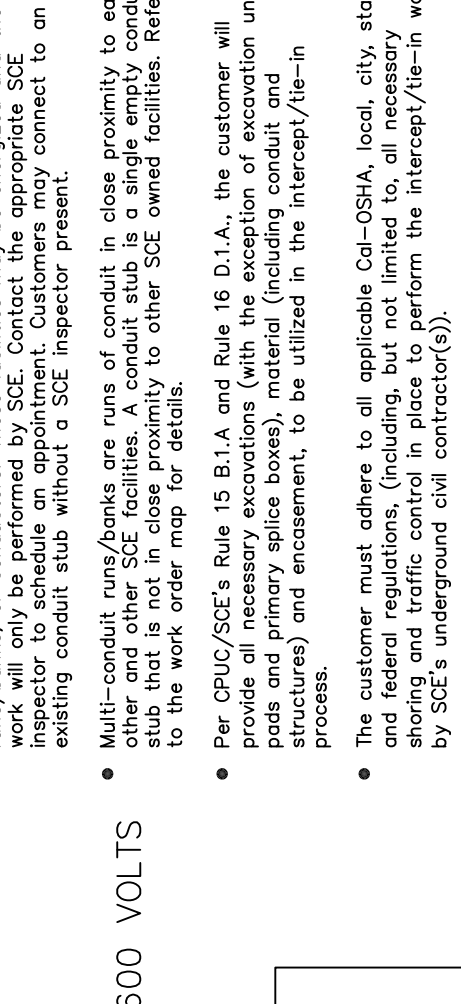 work will only be performed by SCE. Contact the appropriate SCE
inspector to schedule an appointment. Customers may connect to an
existing conduit stub without a SCE inspector present.
● Multi-conduit runs/banks are runs of conduit in close proximity to
other and other SCE facilities. A conduit stub is a single empty
stub that is not in close proximity to other SCE owned facilities.
to the work order map for details.
● Per CPUC/SCE's Rule 15 B.1.A and Rule 16 D.1.A., the customer will
provide all necessary excavations (with the exception of excavation
pads and primary splice boxes), material (including conduit and
structures) and encasement, to be utilized in the intercept/tie-in
process.
● The customer must adhere to all applicable Cal-OSHA, local, city,
and federal regulations, (including, but not limited to, all necessary
shoring and traffic control in place to perform the intercept/tie-in
by SCE's underground civil contractor(s)).
600 VOLTS